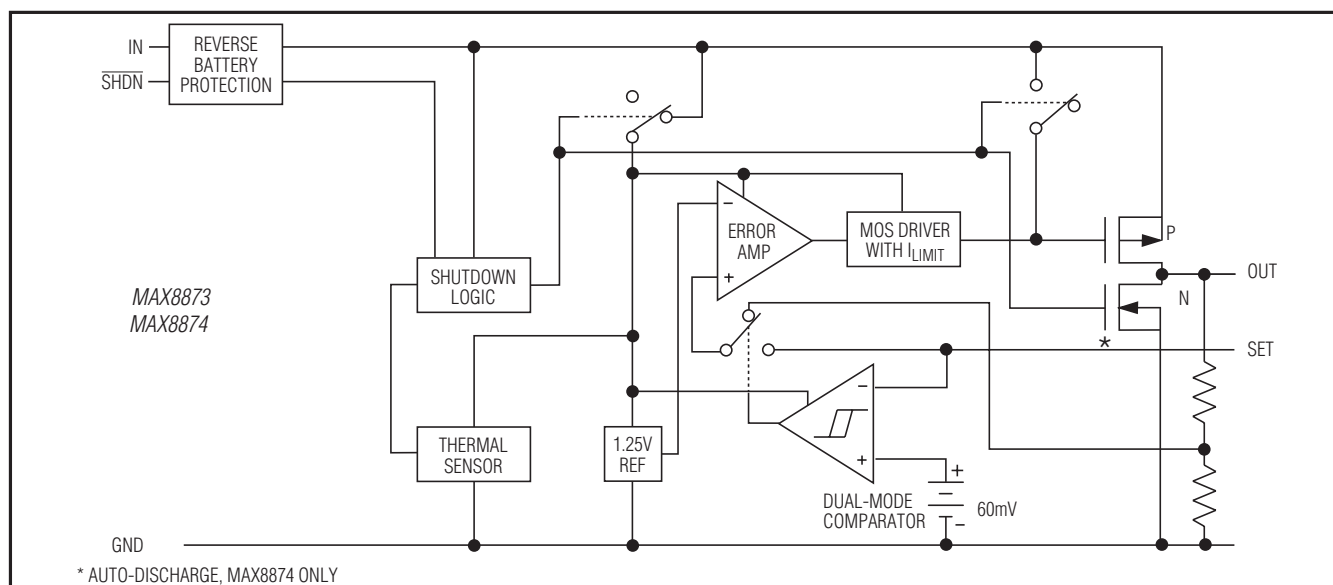 IN
SHDN
REVERSE
BATTERY
PROTECTION
MAX8873
MAX8874
SHUTDOWN
LOGIC
THERMAL
SENSOR
1.25V
REF
−
ERROR
AMP
+
MOS DRIVER
WITH ILIMIT
P
OUT
N
*
SET
−
+
DUAL-MODE
COMPARATOR
+
60mV
−
GND
* AUTO-DISCHARGE, MAX8874 ONLY